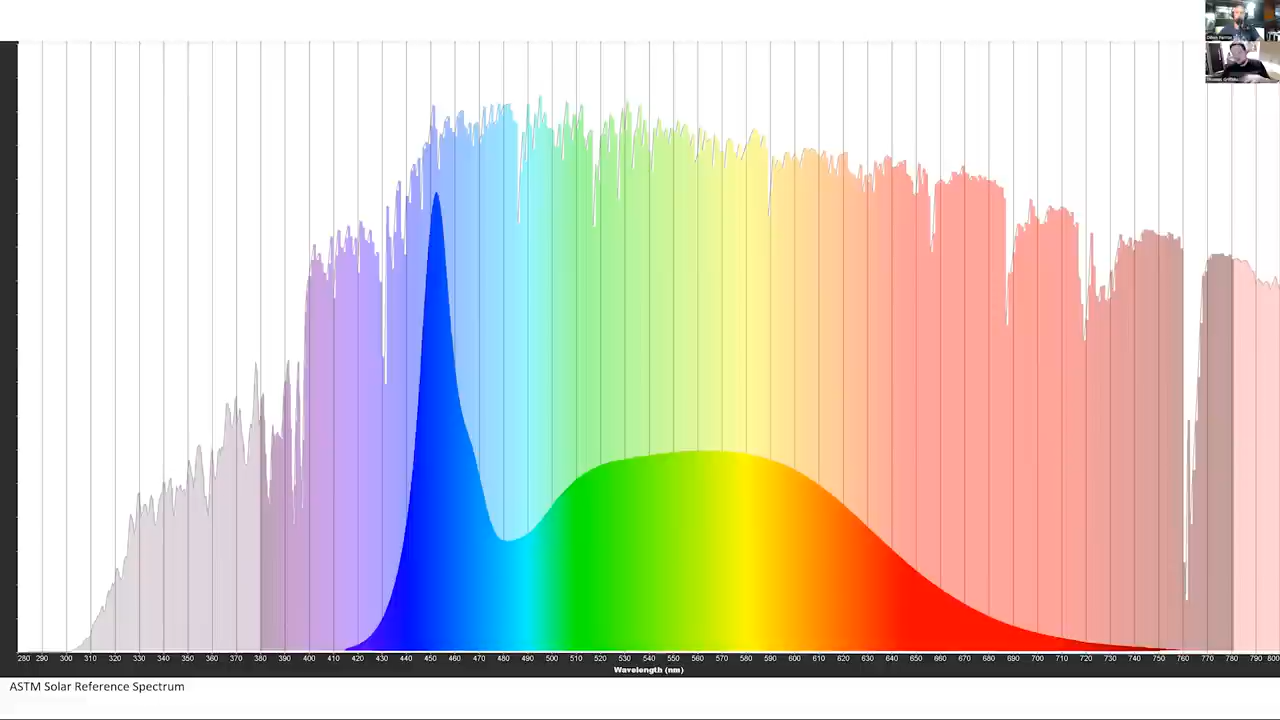 280 290 300 310 320 330 340 350 360 370 380 390 400 410 420 430 440 450 460 470 480 490 500 510 520 530 540 550 560 570 580 590 600 610 620 630 640 650 660 670 680 690 700 710 720 730 740 750 760 770 780 790 800
Wavelength (nm)
ASTM Solar Reference Spectrum